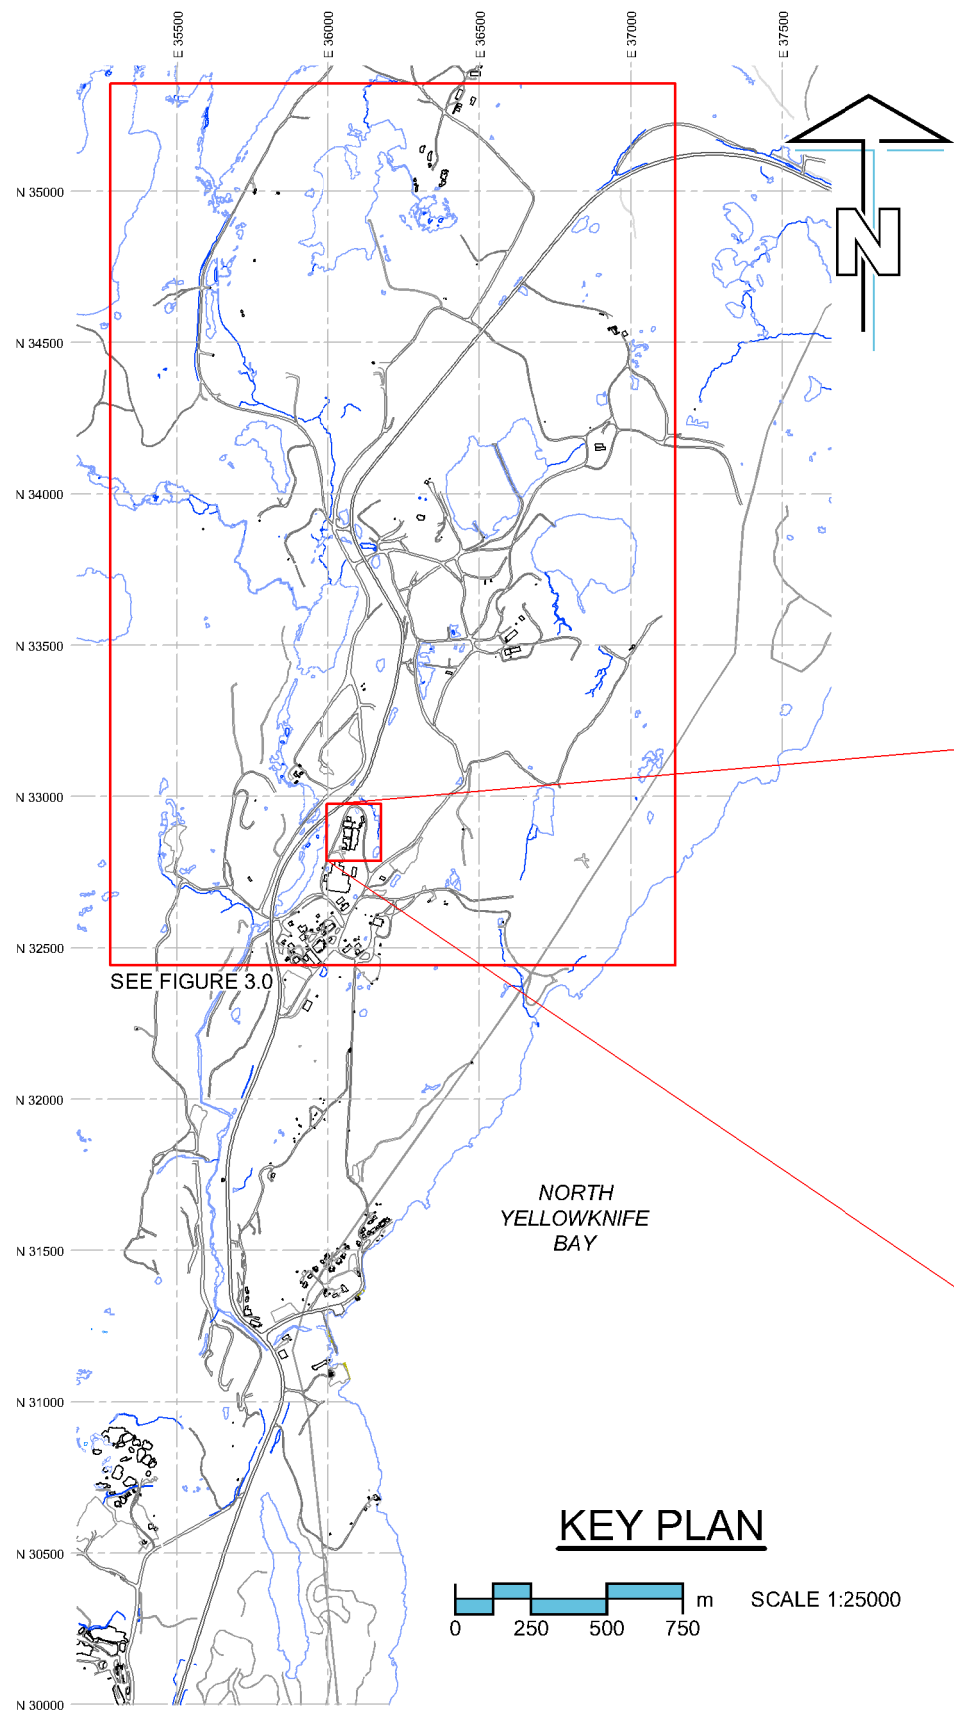 E 35500
E 36000
E 36500
E 37000
E 37500
N
N 35000
N 34500
N 34000
N 33500
N 33000
N 32500
SEE FIGURE 3.0
N 32000
NORTH
YELLOWKNIFE
BAY
N 31500
N 31000
KEY PLAN
N 30500
m
SCALE 1:25000
0 250 500 750
N 30000